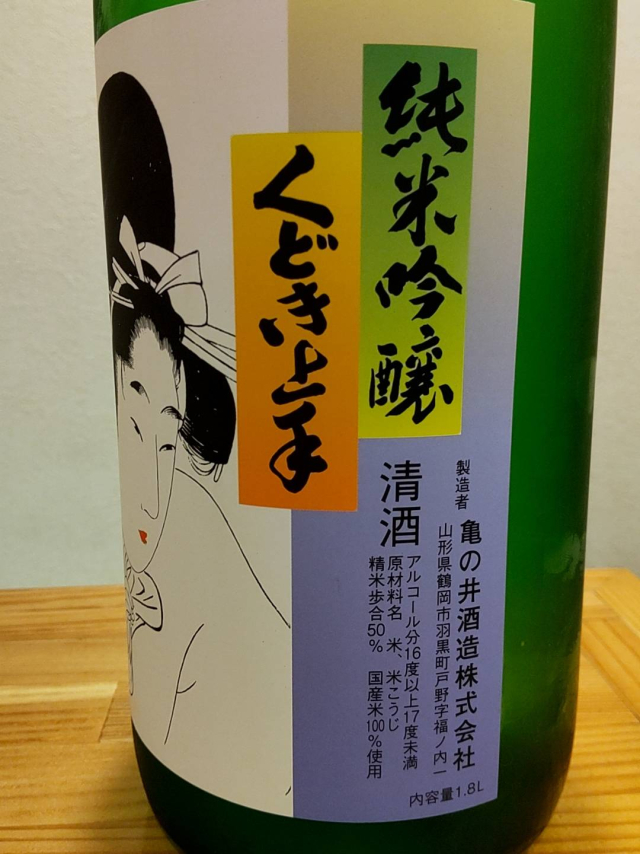 純米吟醸
くどき上手
製造者 亀の井酒造株式会社
山形県鶴岡市羽黒町戸野字福ノ内一
清酒
アルコール分16度以上17度未満
原材料名 米、米こうじ
精米歩合50% 国産米100%使用
内容量1.8L